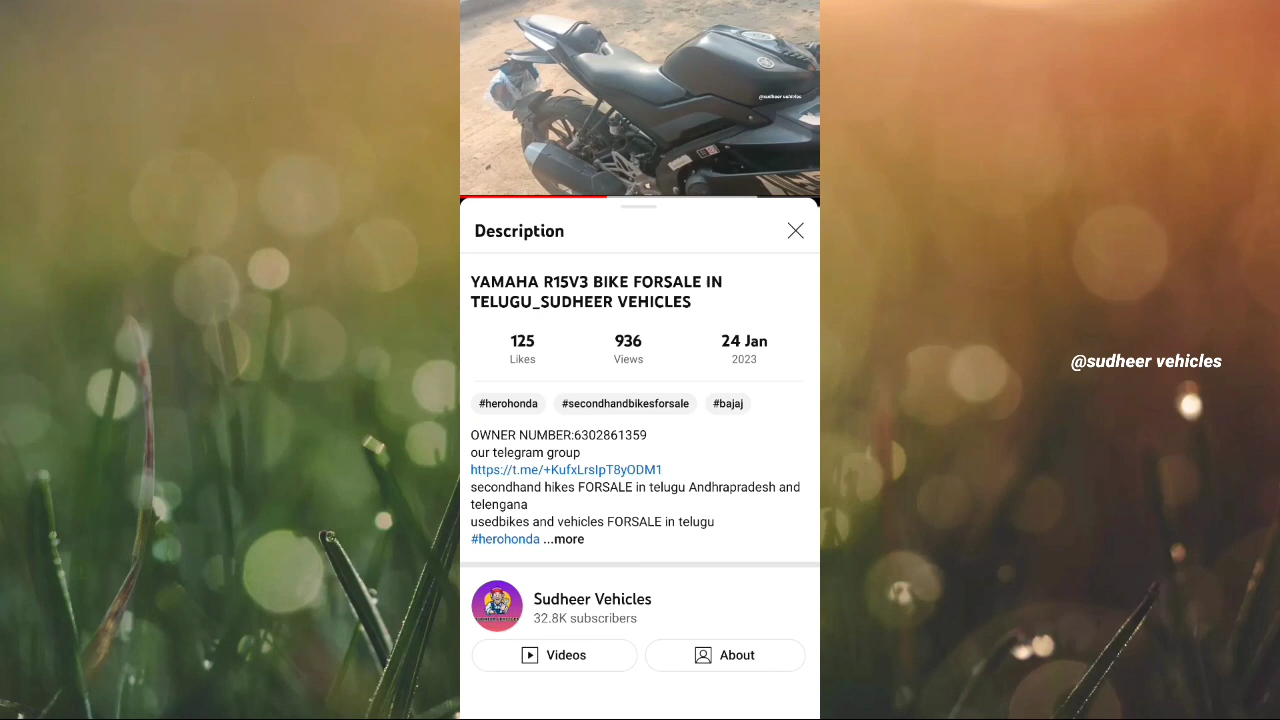 @sudheer vehicles
Description
YAMAHA R15V3 BIKE FORSALE IN
TELUGU_SUDHEER VEHICLES
125
936
24 Jan
Likes
Views
2023
#herohonda
#secondhandbikesforsale
#bajaj
OWNER NUMBER:6302861359
our telegram group
https://t.me/+KufxLrsIpT8yODM1
secondhand hikes FORSALE in telugu Andhrapradesh and
telengana
usedbikes and vehicles FORSALE in telugu
#herohonda ...more
Sudheer Vehicles
32.8K subscribers
Videos
About
@sudheer vehicles